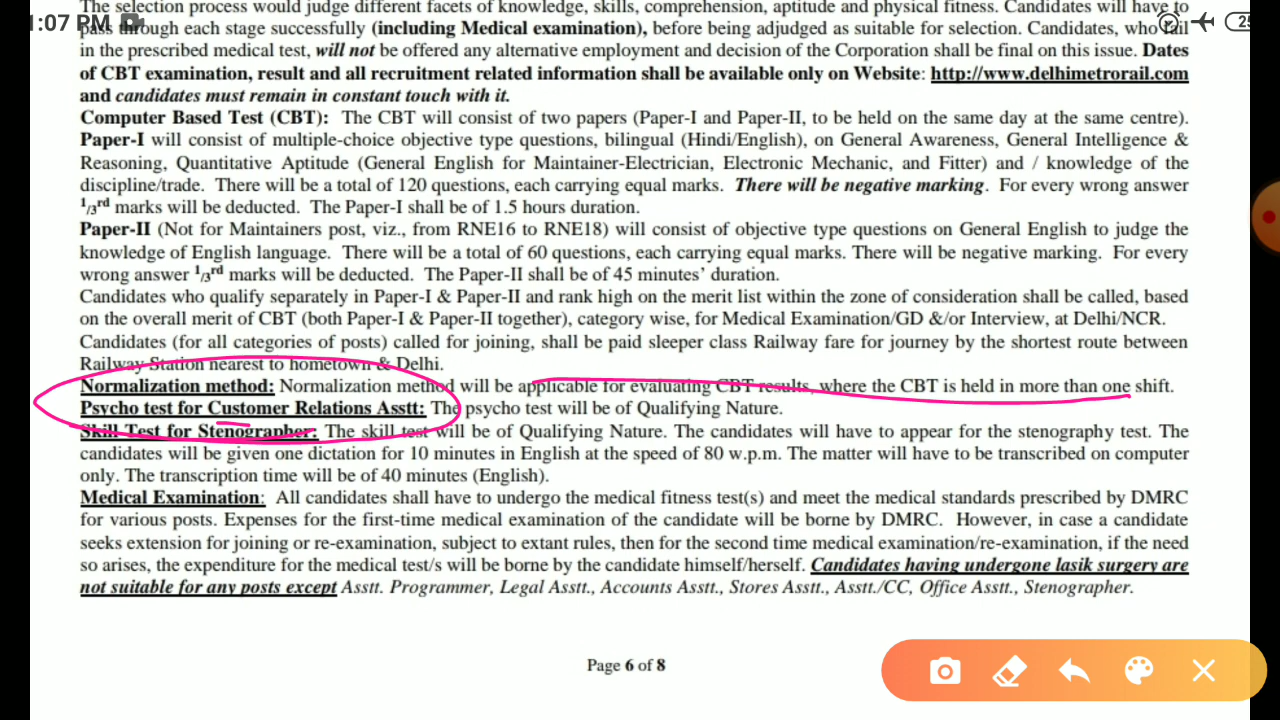 The selection process would judge different facets of knowledge, skills, comprehension, aptitude and physical fitness. Candidates will have to
1:07 PM
25
pass through each stage successfully (including Medical examination), before being adjudged as suitable for selection. Candidates, who fail
in the prescribed medical test, will not be offered any alternative employment and decision of the Corporation shall be final on this issue. Dates
of CBT examination, result and all recruitment related information shall be available only on Website: http://www.delhimetrorail.com
and candidates must remain in constant touch with it.
Computer Based Test (CBT): The CBT will consist of two papers (Paper-I and Paper-II, to be held on the same day at the same centre).
Paper-I will consist of multiple-choice objective type questions, bilingual (Hindi/English), on General Awareness, General Intelligence &
Reasoning, Quantitative Aptitude (General English for Maintainer-Electrician, Electronic Mechanic, and Fitter) and / knowledge of the
discipline/trade. There will be a total of 120 questions, each carrying equal marks. There will be negative marking. For every wrong answer
1/3rd marks will be deducted. The Paper-I shall be of 1.5 hours duration.
Paper-II (Not for Maintainers post, viz., from RNE16 to RNE18) will consist of objective type questions on General English to judge the
knowledge of English language. There will be a total of 60 questions, each carrying equal marks. There will be negative marking. For every
wrong answer 1/3rd marks will be deducted. The Paper-II shall be of 45 minutes' duration.
Candidates who qualify separately in Paper-I & Paper-II and rank high on the merit list within the zone of consideration shall be called, based
on the overall merit of CBT (both Paper-I & Paper-II together), category wise, for Medical Examination/GD &/or Interview, at Delhi/NCR.
Candidates (for all categories of posts) called for joining, shall be paid sleeper class Railway fare for journey by the shortest route between
Railway Station nearest to hometown & Delhi.
Normalization method: Normalization method will be applicable for evaluating CBT results, where the CBT is held in more than one shift.
Psycho test for Customer Relations Asstt: The psycho test will be of Qualifying Nature.
Skill Test for Stenographer: The skill test will be of Qualifying Nature. The candidates will have to appear for the stenography test. The
candidates will be given one dictation for 10 minutes in English at the speed of 80 w.p.m. The matter will have to be transcribed on computer
only. The transcription time will be of 40 minutes (English).
Medical Examination: All candidates shall have to undergo the medical fitness test(s) and meet the medical standards prescribed by DMRC
for various posts. Expenses for the first-time medical examination of the candidate will be borne by DMRC. However, in case a candidate
seeks extension for joining or re-examination, subject to extant rules, then for the second time medical examination/re-examination, if the need
so arises, the expenditure for the medical test/s will be borne by the candidate himself/herself. Candidates having undergone lasik surgery are
not suitable for any posts except Asstt. Programmer, Legal Asstt., Accounts Asstt., Stores Asstt., Asstt./CC, Office Asstt., Stenographer.
Page 6 of 8